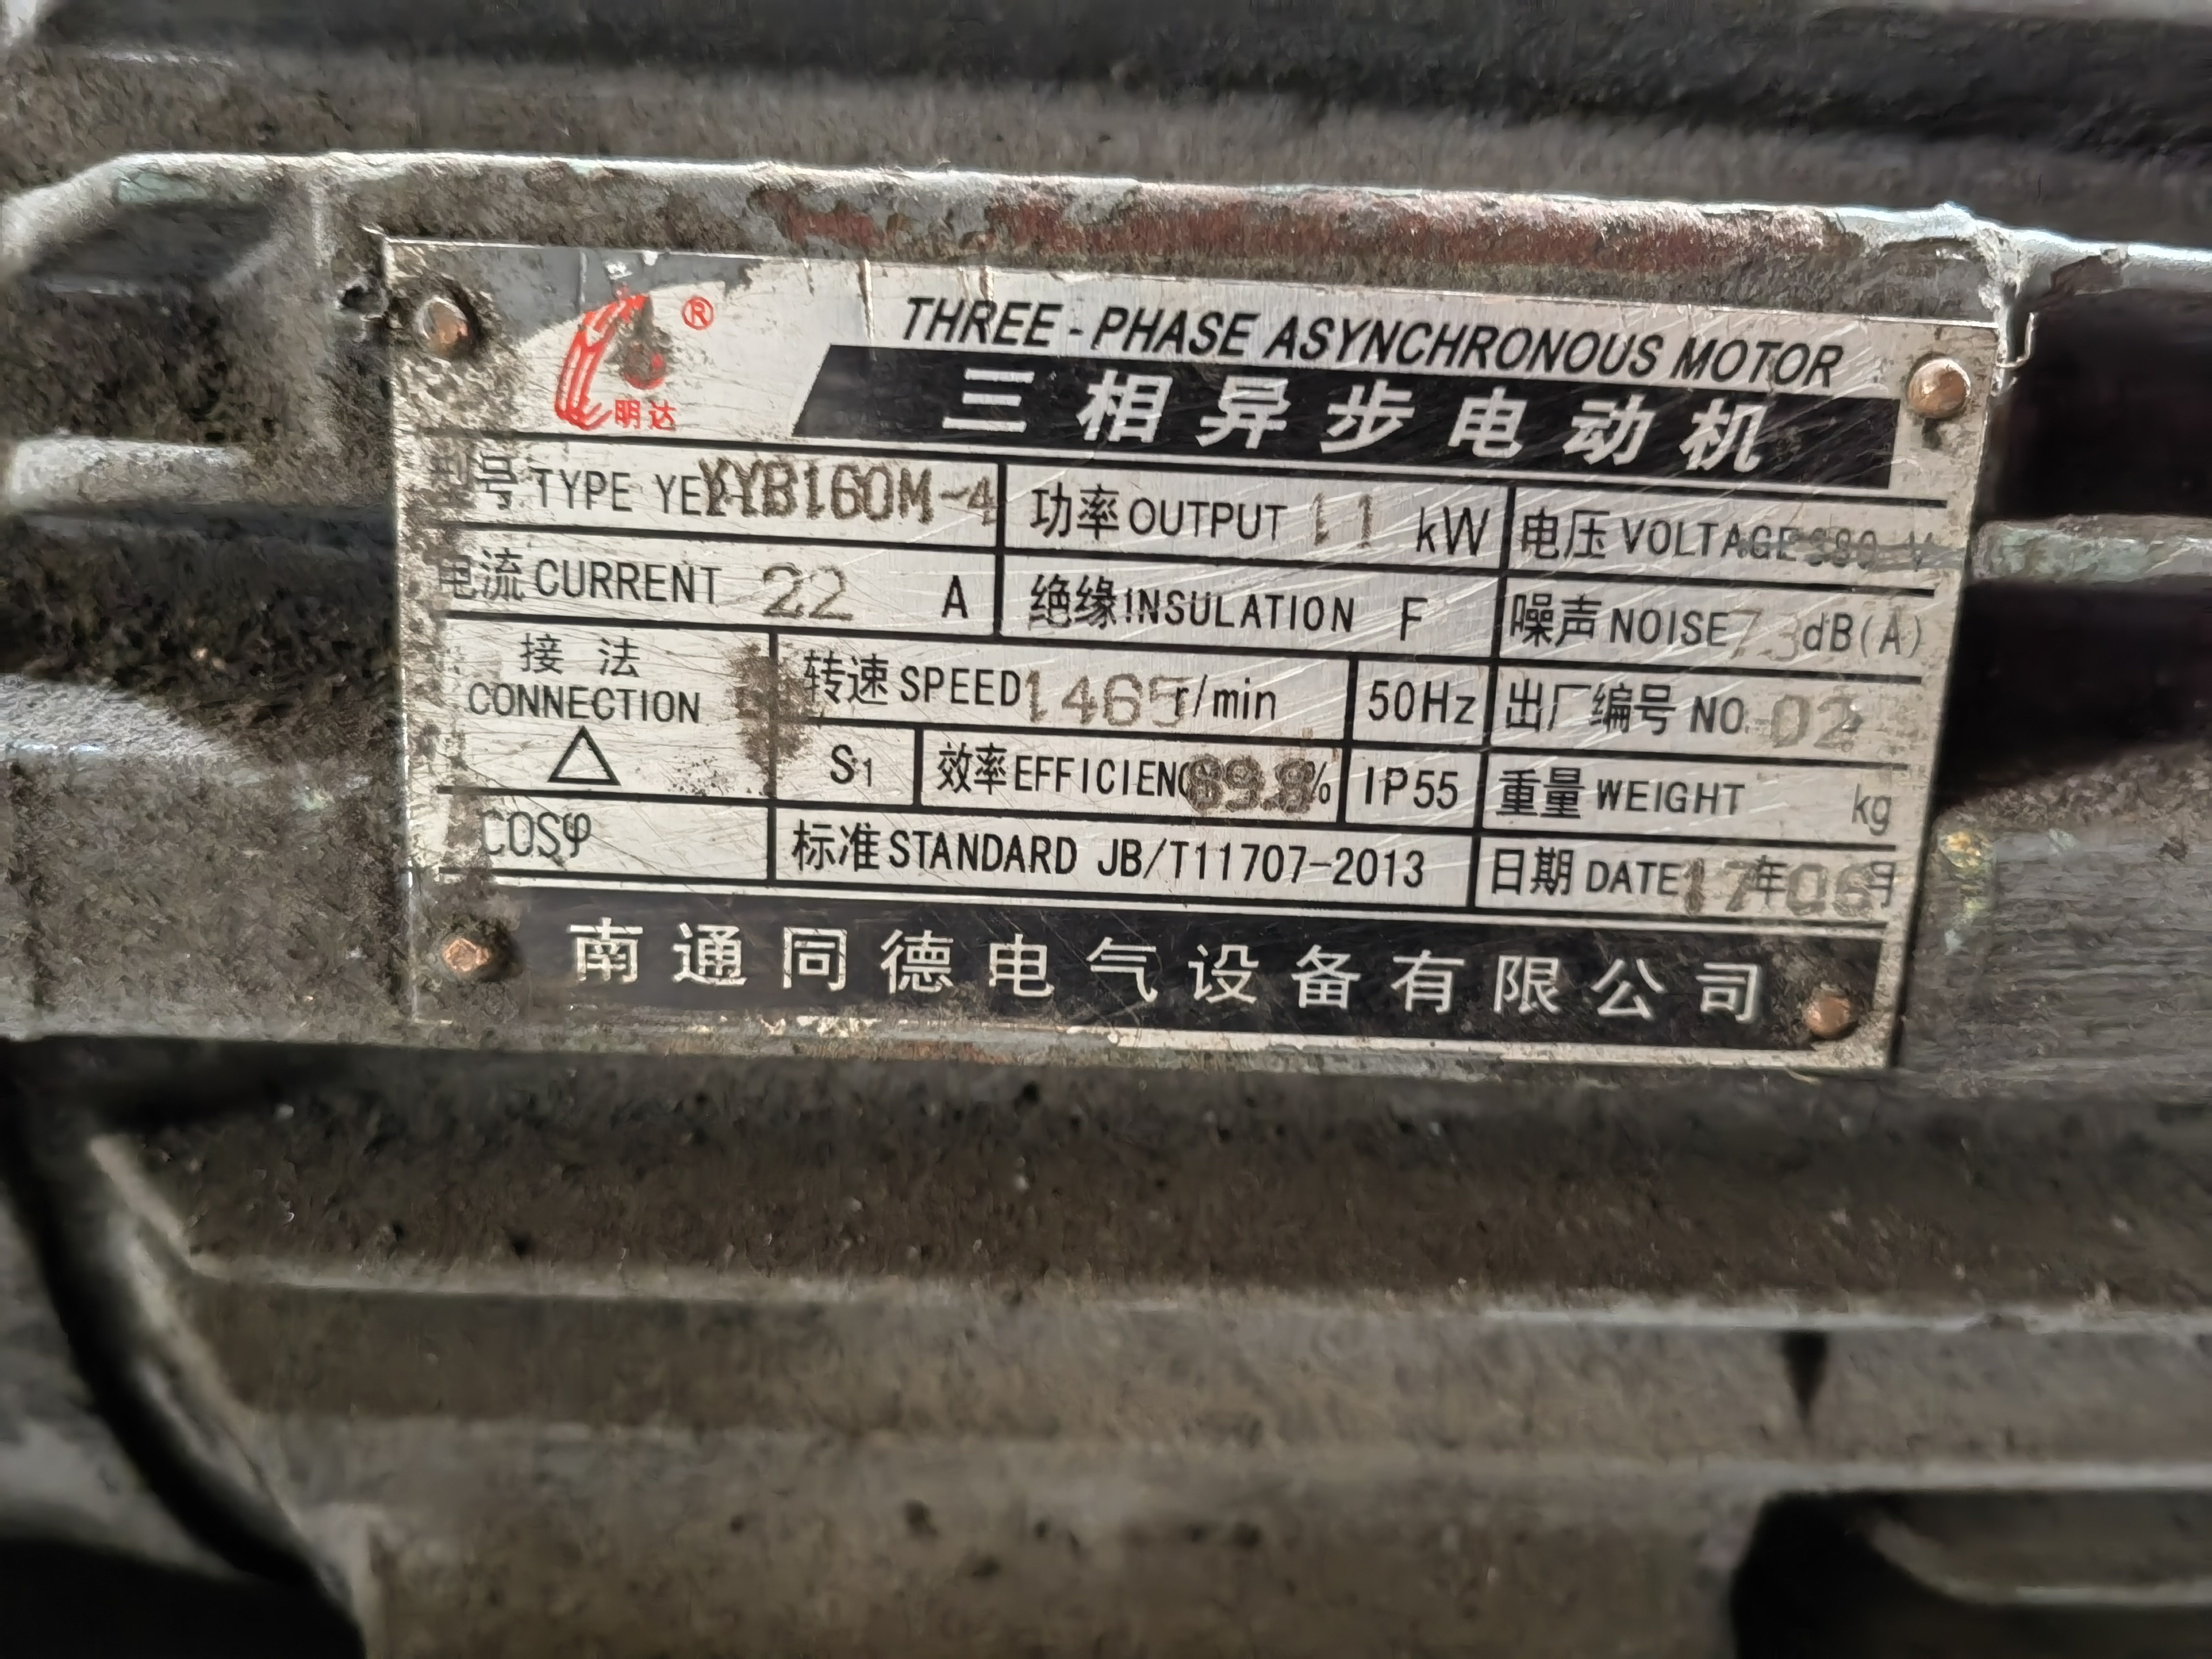 ®
明达
THREE-PHASE ASYNCHRONOUS MOTOR
三相异步电动机
型号 TYPE YYB160M-4 功率 OUTPUT 11 kW 电压 VOLTAGE 380 V
电流 CURRENT 22 A 绝缘 INSULATION F 噪声 NOISE 73 dB(A)
接法 CONNECTION △ 转速 SPEED 1465 r/min 50Hz 出厂编号 NO. 02
S1 效率 EFFICIENCY 89.8 % IP55 重量 WEIGHT kg
COSφ 标准 STANDARD JB/T11707-2013 日期 DATE 17年06月
南通同德电气设备有限公司